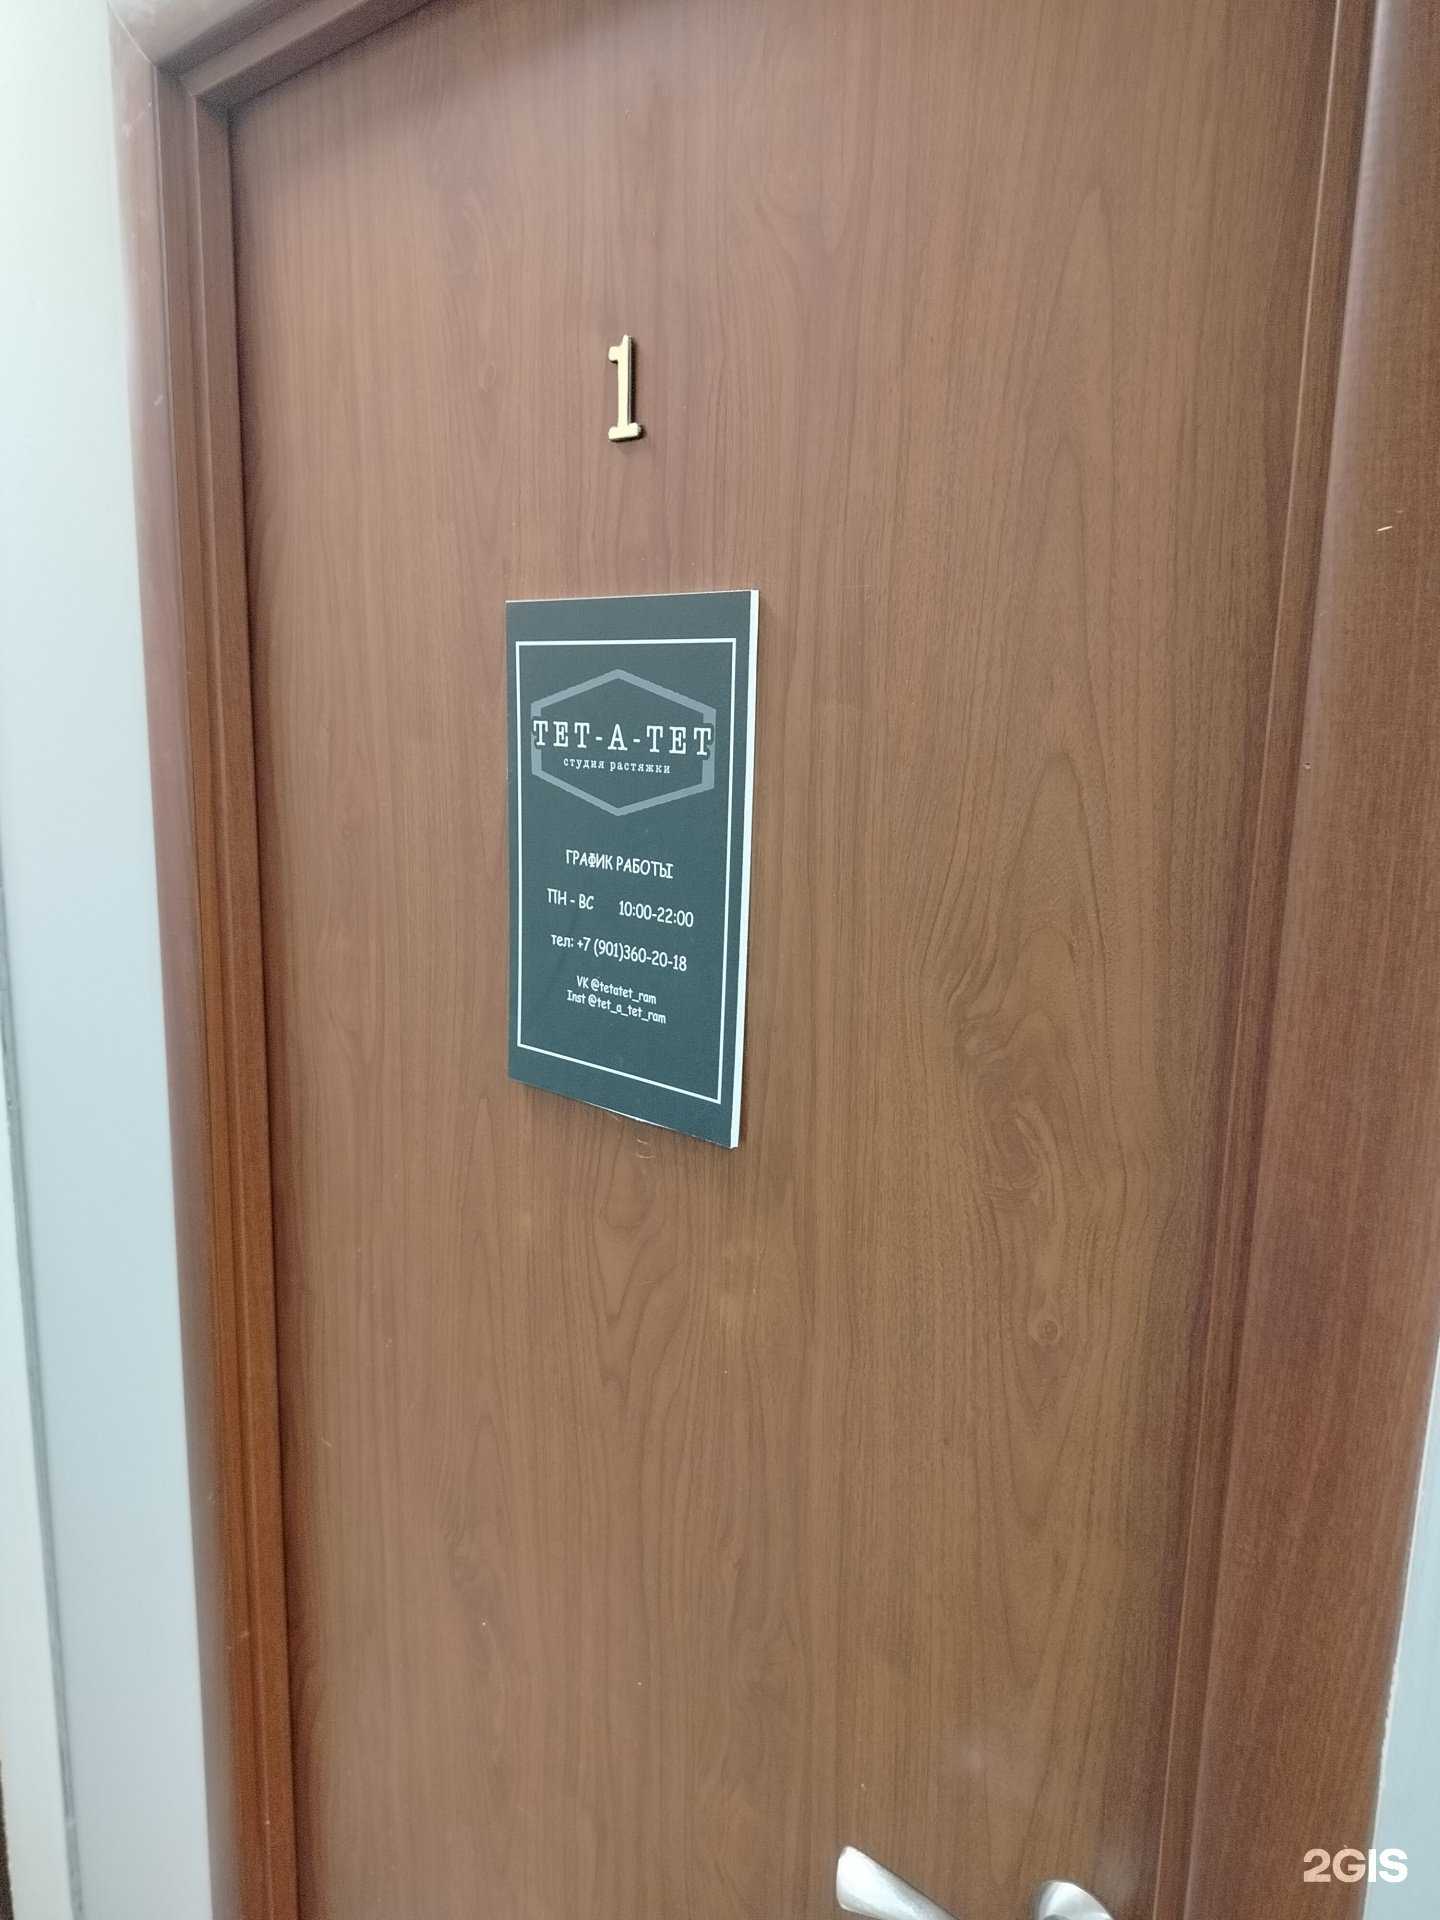 1
ТЕТ-А-ТЕТ
студия растяжки
ГРАФИК РАБОТЫ
ПН - ВС 10:00-22:00
тел: +7 (901)360-20-18
VK @tetatet_ram
Inst @tet_a_tet_ram
2GIS